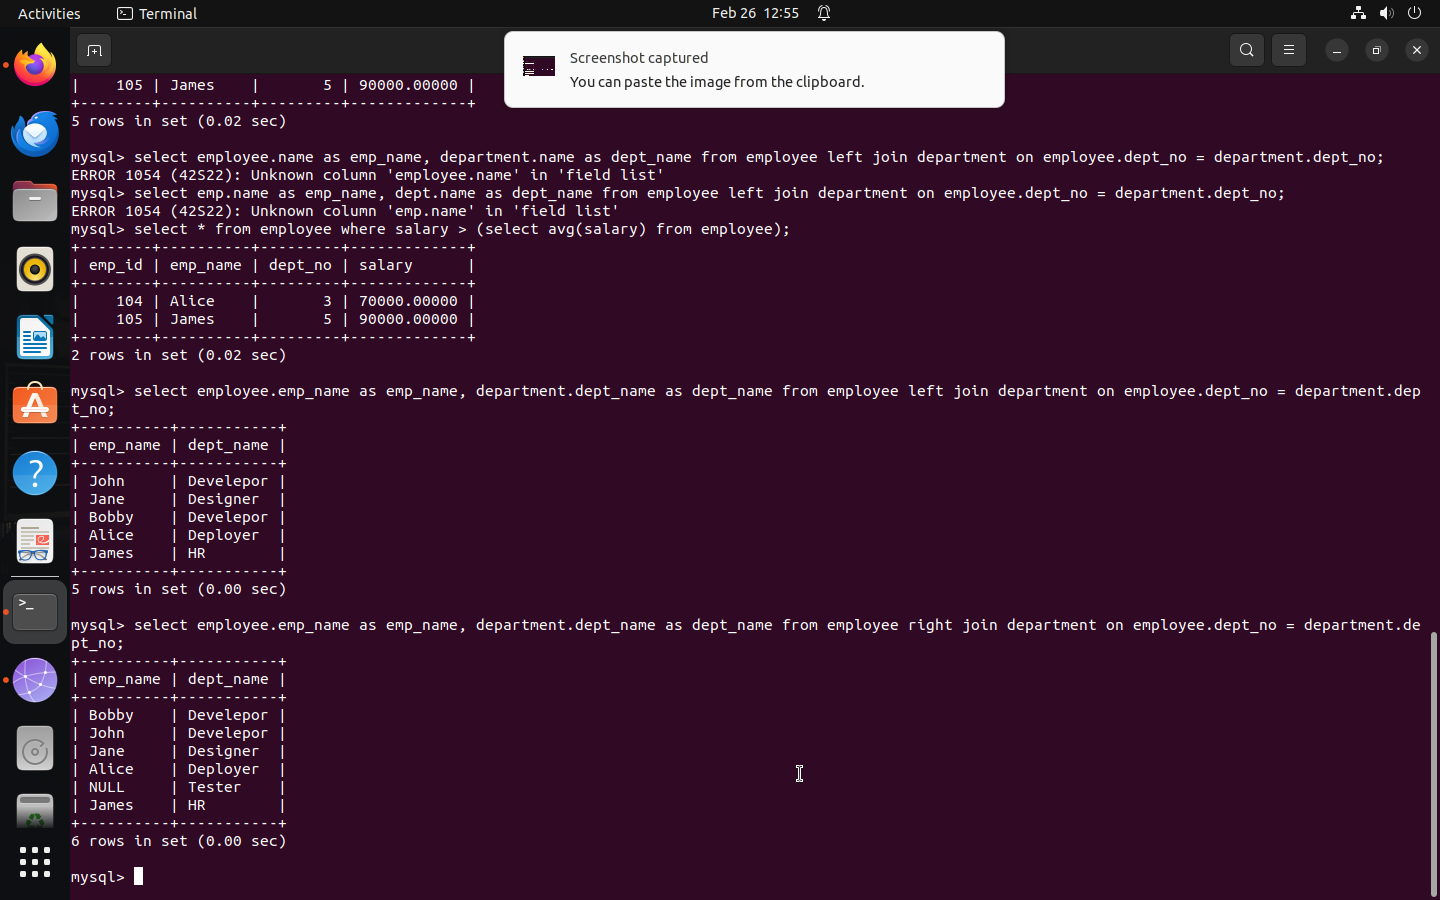 Activities Terminal Feb 26 12:55
Screenshot captured
You can paste the image from the clipboard.
| 105 | James | 5 | 90000.00000 |
+--------+----------+---------+-------------+
5 rows in set (0.02 sec)
mysql> select employee.name as emp_name, department.name as dept_name from employee left join department on employee.dept_no = department.dept_no;
ERROR 1054 (42S22): Unknown column 'employee.name' in 'field list'
mysql> select emp.name as emp_name, dept.name as dept_name from employee left join department on employee.dept_no = department.dept_no;
ERROR 1054 (42S22): Unknown column 'emp.name' in 'field list'
mysql> select * from employee where salary > (select avg(salary) from employee);
+--------+----------+---------+-------------+
| emp_id | emp_name | dept_no | salary |
+--------+----------+---------+-------------+
| 104 | Alice | 3 | 70000.00000 |
| 105 | James | 5 | 90000.00000 |
+--------+----------+---------+-------------+
2 rows in set (0.02 sec)
mysql> select employee.emp_name as emp_name, department.dept_name as dept_name from employee left join department on employee.dept_no = department.dep
t_no;
+----------+-----------+
| emp_name | dept_name |
+----------+-----------+
| John | Develepor |
| Jane | Designer |
| Bobby | Develepor |
| Alice | Deployer |
| James | HR |
+----------+-----------+
5 rows in set (0.00 sec)
mysql> select employee.emp_name as emp_name, department.dept_name as dept_name from employee right join department on employee.dept_no = department.de
pt_no;
+----------+-----------+
| emp_name | dept_name |
+----------+-----------+
| Bobby | Develepor |
| John | Develepor |
| Jane | Designer |
| Alice | Deployer |
| NULL | Tester |
| James | HR |
+----------+-----------+
6 rows in set (0.00 sec)
mysql>